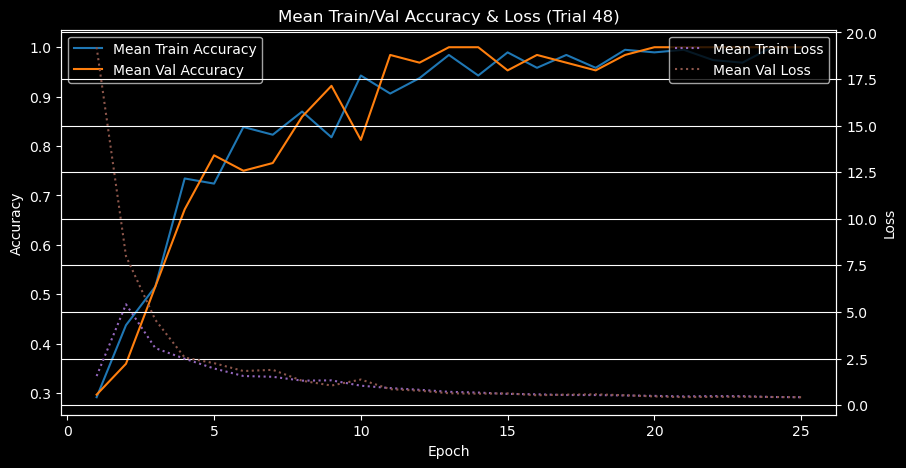 Mean Train/Val Accuracy & Loss (Trial 48)
Mean Train Accuracy
Mean Val Accuracy
Mean Train Loss
Mean Val Loss
Accuracy
1.0
0.9
0.8
0.7
0.6
0.5
0.4
0.3
Loss
20.0
17.5
15.0
12.5
10.0
7.5
5.0
2.5
0.0
0
5
10
15
20
25
Epoch